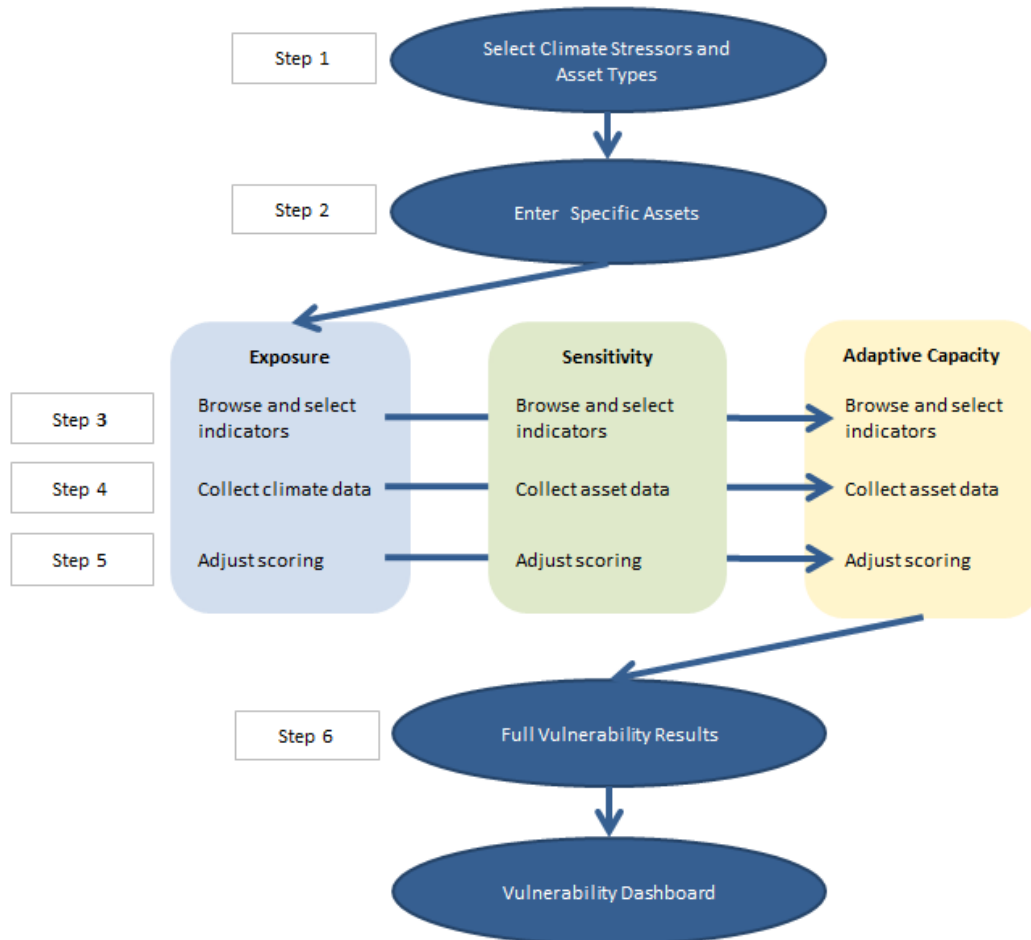 Step 1
Select Climate Stressors and
Asset Types
Step 2
Enter Specific Assets
Exposure
Sensitivity
Adaptive Capacity
Step 3
Browse and select
indicators
Browse and select
indicators
Browse and select
indicators
Step 4
Collect climate data
Collect asset data
Collect asset data
Step 5
Adjust scoring
Adjust scoring
Adjust scoring
Step 6
Full Vulnerability Results
Vulnerability Dashboard